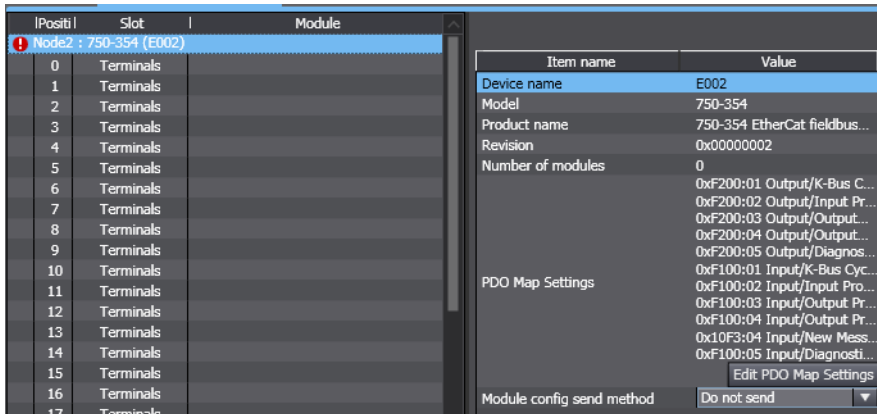 Positi Slot Module
Node2 : 750-354 (E002)
0 Terminals
1 Terminals
2 Terminals
3 Terminals
4 Terminals
5 Terminals
6 Terminals
7 Terminals
8 Terminals
9 Terminals
10 Terminals
11 Terminals
12 Terminals
13 Terminals
14 Terminals
15 Terminals
16 Terminals
17 Terminals
Item name Value
Device name E002
Model 750-354
Product name 750-354 EtherCat fieldbus...
Revision 0x00000002
Number of modules 0
PDO Map Settings
0xF200:01 Output/K-Bus C...
0xF200:02 Output/Input Pr...
0xF200:03 Output/Output...
0xF200:04 Output/Output...
0xF200:05 Output/Diagnos...
0xF100:01 Input/K-Bus Cyc...
0xF100:02 Input/Input Pro...
0xF100:03 Input/Output Pr...
0xF100:04 Input/Output Pr...
0x10F3:04 Input/New Mess...
0xF100:05 Input/Diagnosti...
Edit PDO Map Settings
Module config send method Do not send